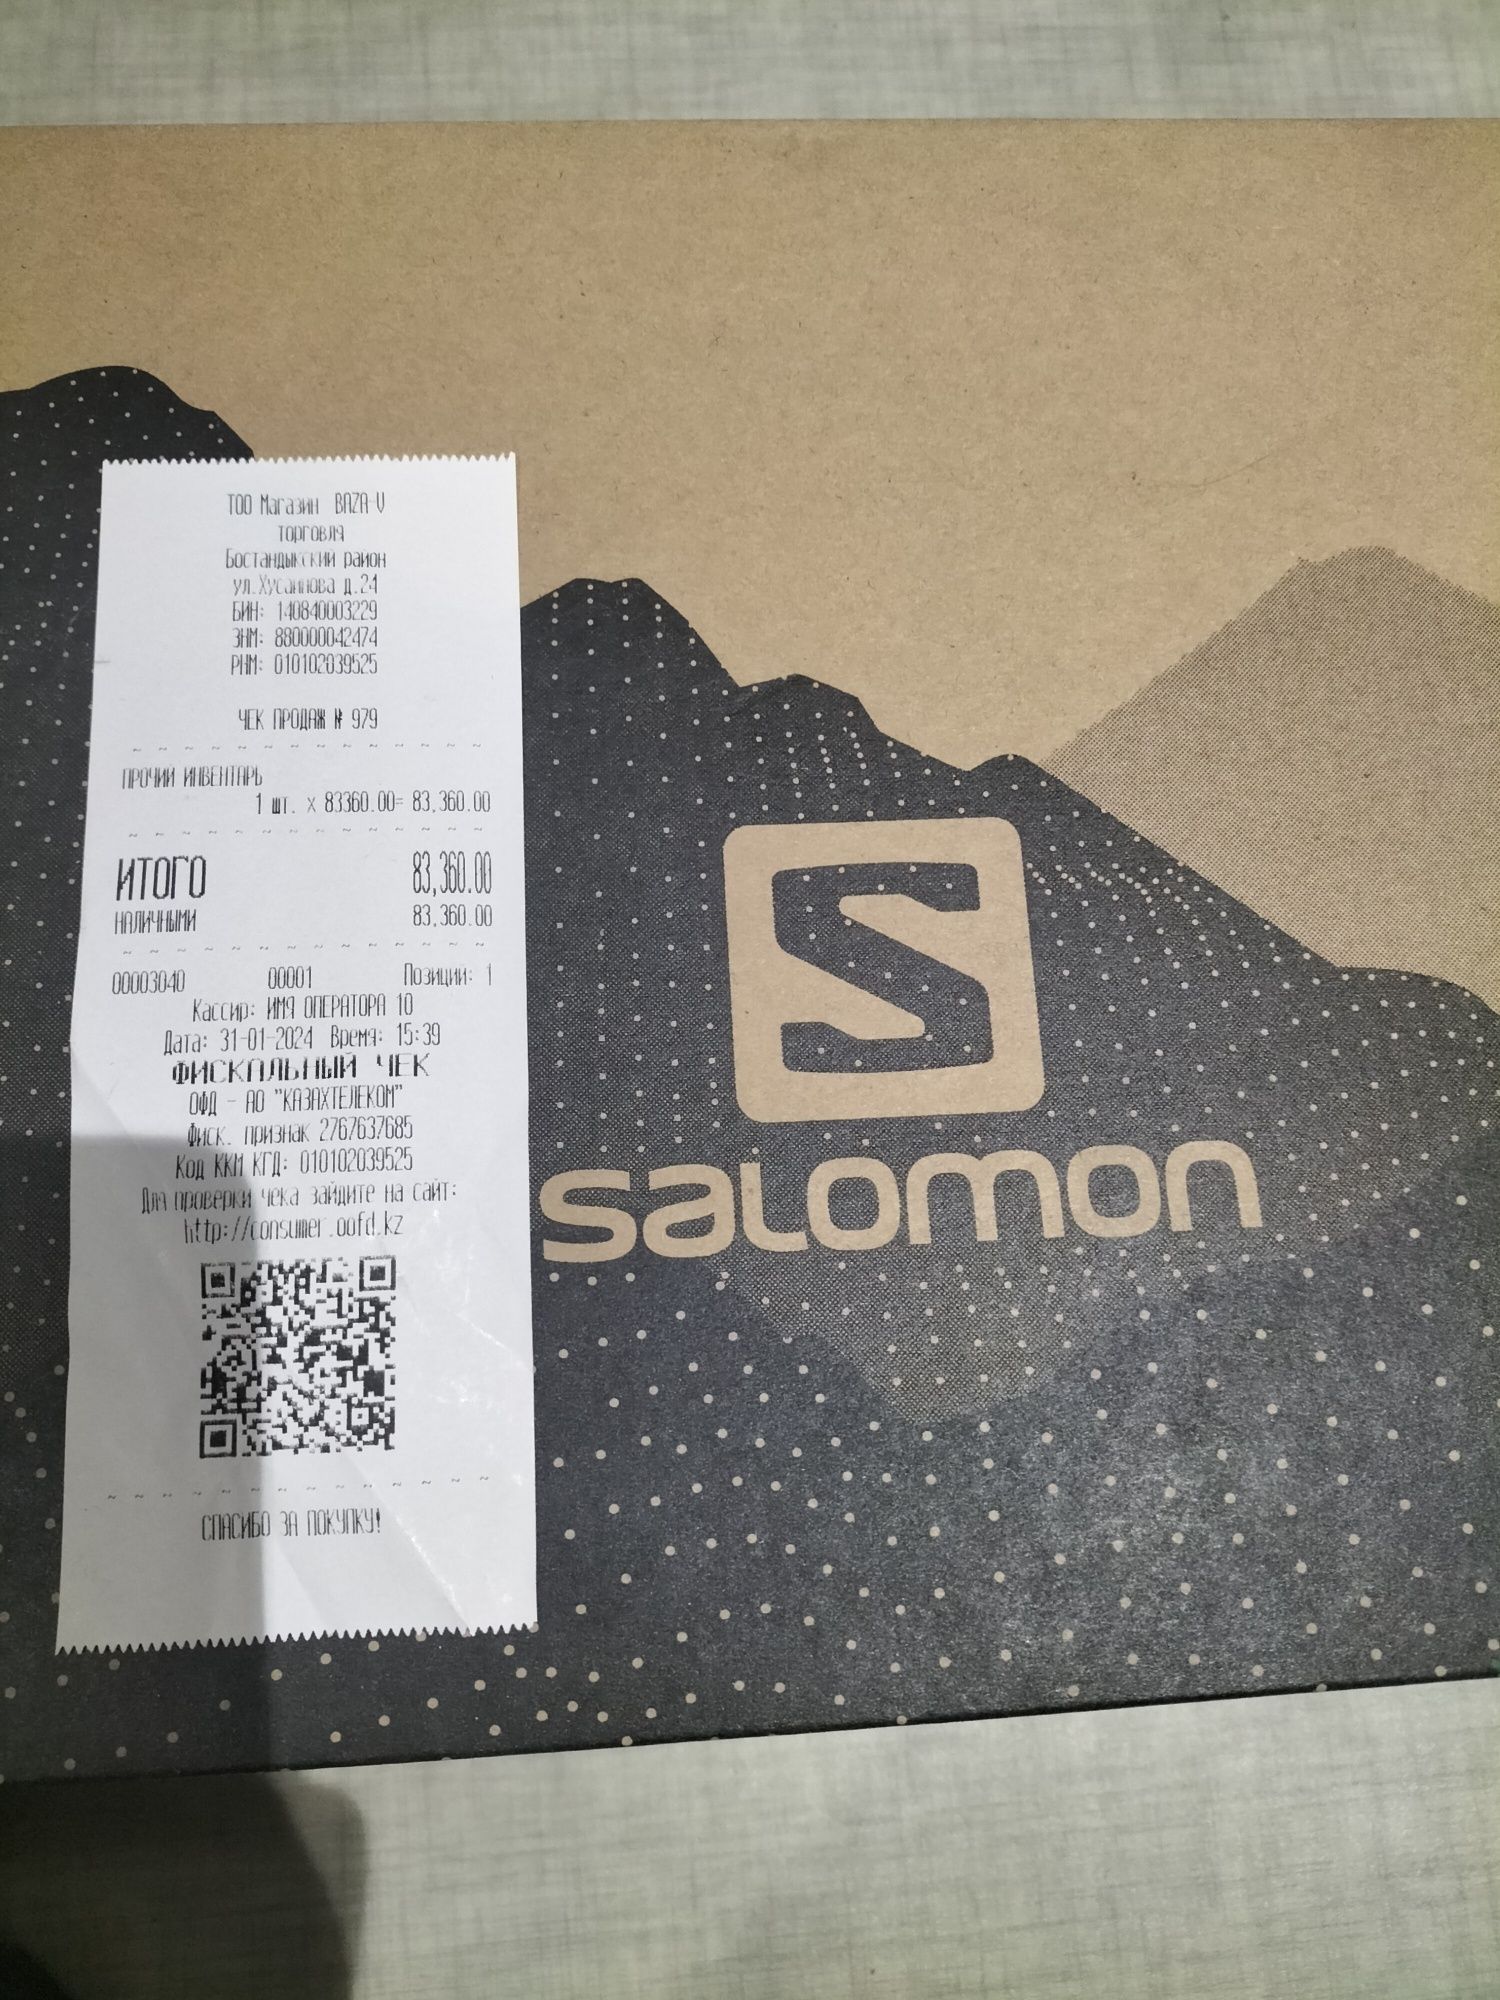 ТОО Магазин BAZA-V
торговля
Бостандыкский район
ул.Хусаинова д.24
БИН: 140840003229
ЗНМ: 880000042474
РНМ: 010102039525
ЧЕК ПРОДАЖ № 979
ПРОЧИЙ ИНВЕНТАРЬ
1 шт. x 83360.00= 83,360.00
ИТОГО 83,360.00
НАЛИЧНЫМИ 83,360.00
00003040 00001 Позиций: 1
Кассир: ИМЯ ОПЕРАТОРА 10
Дата: 31-01-2024 Время: 15:39
ФИСКАЛЬНЫЙ ЧЕК
ОФД - АО "КАЗАХТЕЛЕКОМ"
Фиск. признак 2767637685
Код ККМ КГД: 010102039525
Для проверки чека зайдите на сайт:
http://consumer.oofd.kz
СПАСИБО ЗА ПОКУПКУ!
S
salomon